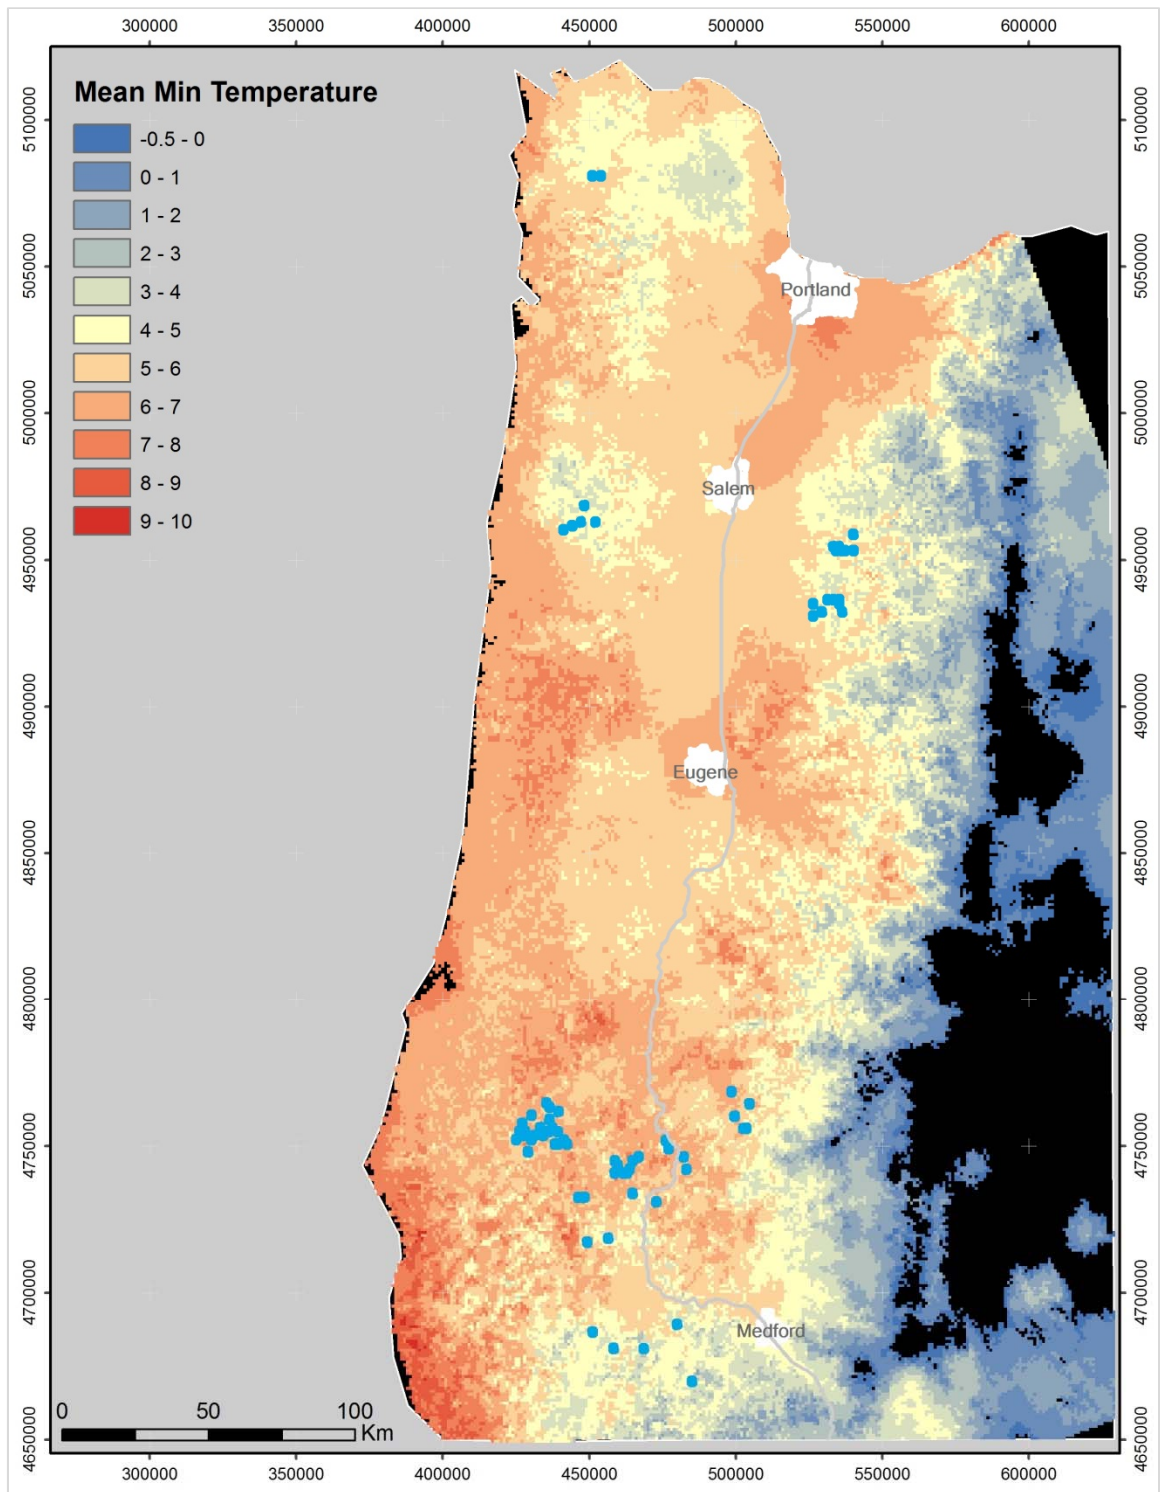 300000 350000 400000 450000 500000 550000 600000
Mean Min Temperature
-0.5 - 0
0 - 1
1 - 2
2 - 3
3 - 4
4 - 5
5 - 6
6 - 7
7 - 8
8 - 9
9 - 10
5100000 5100000
5050000 5050000
5000000 5000000
4950000 4950000
4900000 4900000
4850000 4850000
4800000 4800000
4750000 4750000
4700000 4700000
4650000 4650000
Portland
Salem
Eugene
Medford
0 50 100
Km
300000 350000 400000 450000 500000 550000 600000